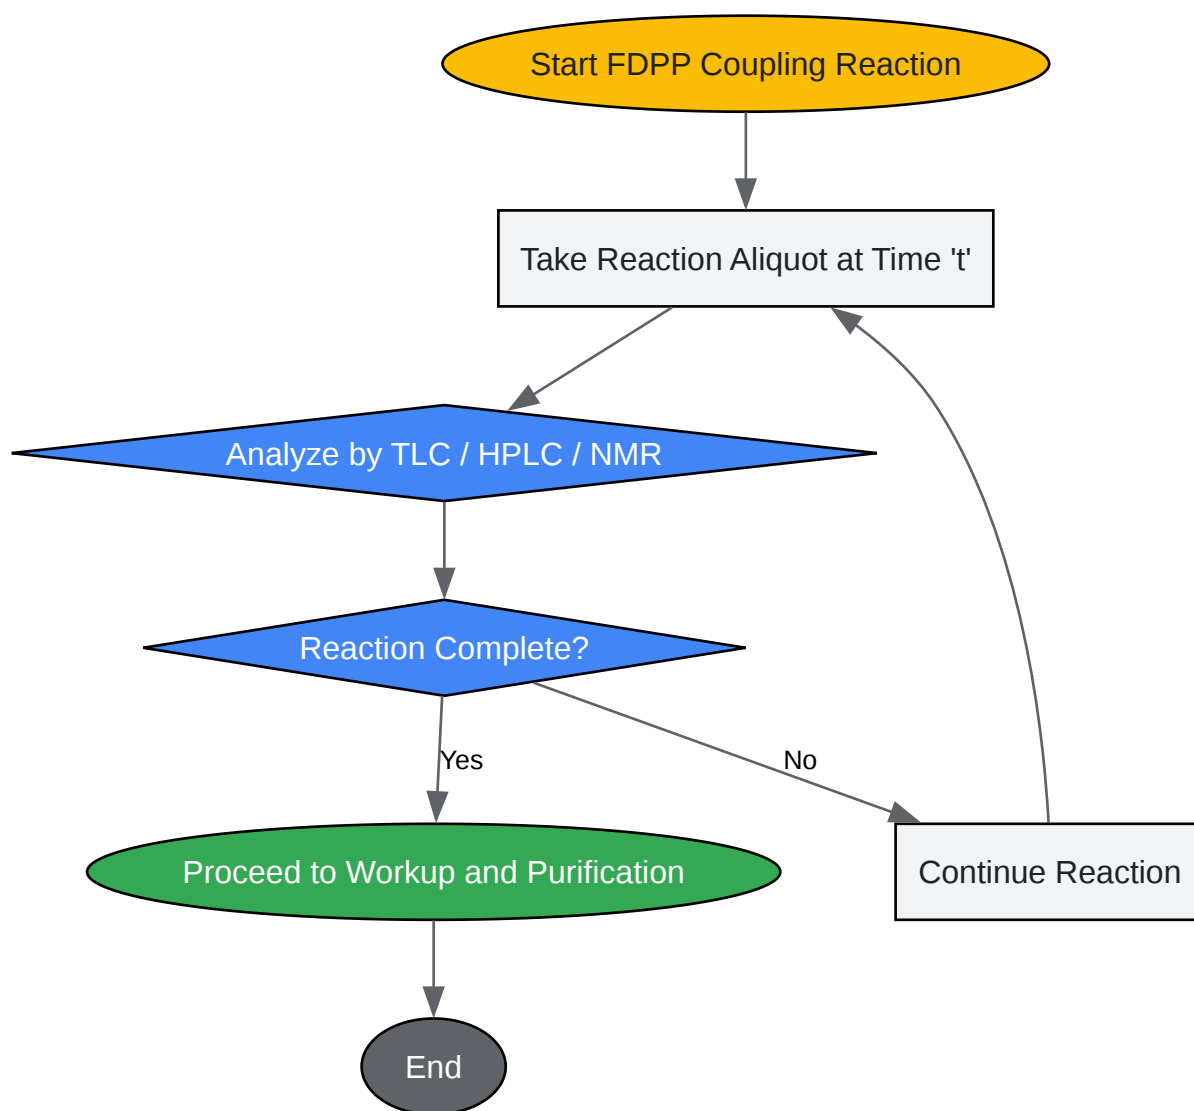 Start FDPP Coupling Reaction
Take Reaction Aliquot at Time 't'
Analyze by TLC / HPLC / NMR
Reaction Complete?
Yes
No
Proceed to Workup and Purification
Continue Reaction
End